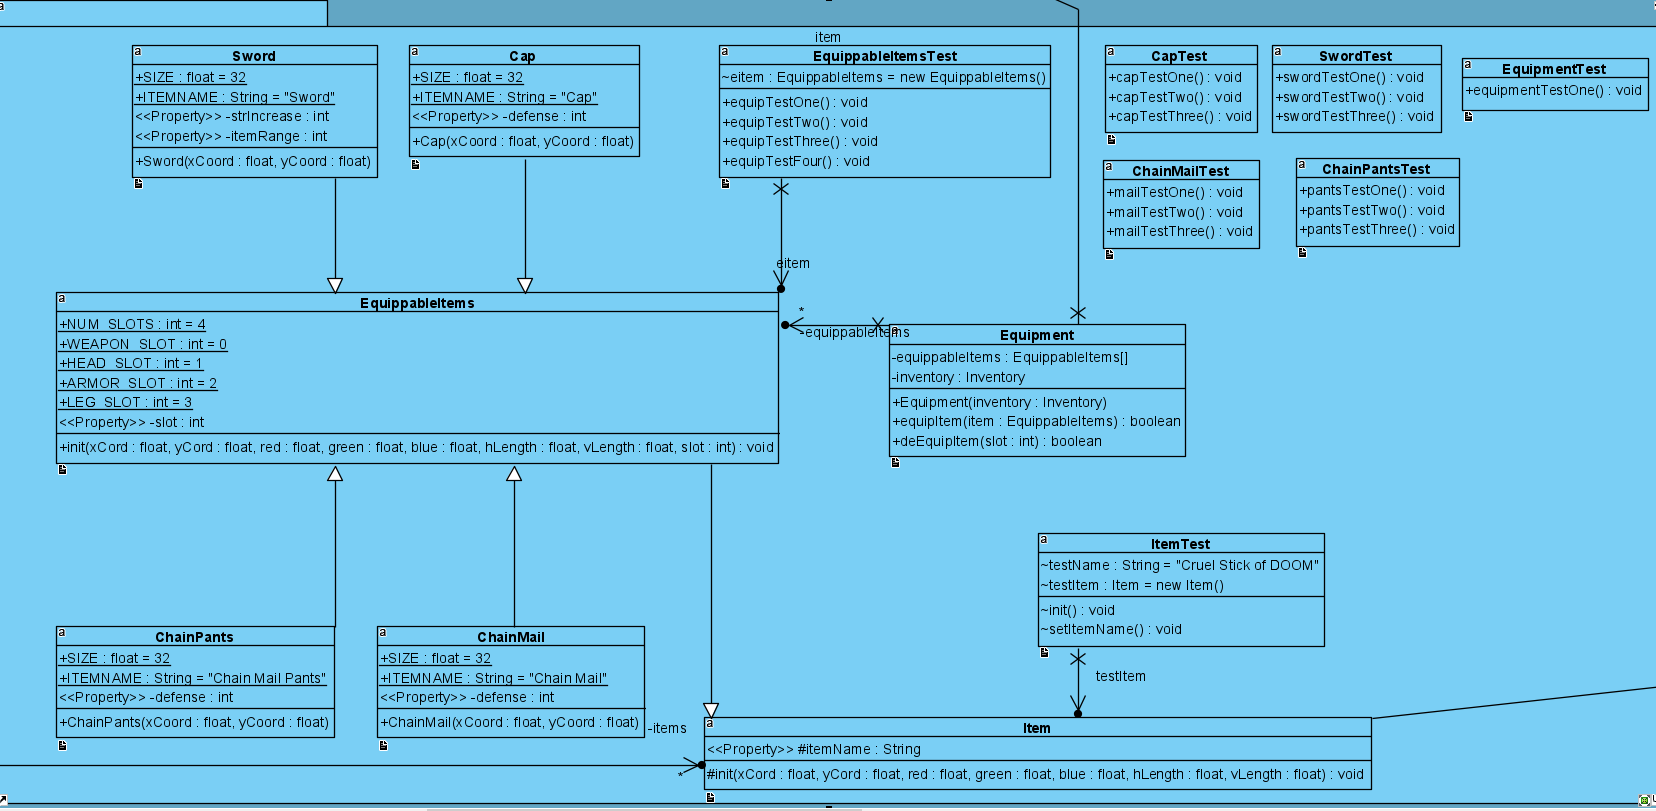 item
a
Sword
+SIZE : float = 32
+ITEMNAME : String = "Sword"
<<Property>> -strIncrease : int
<<Property>> -itemRange : int
+Sword(xCoord : float, yCoord : float)
a
Cap
+SIZE : float = 32
+ITEMNAME : String = "Cap"
<<Property>> -defense : int
+Cap(xCoord : float, yCoord : float)
a
EquippableItemsTest
~eitem : EquippableItems = new EquippableItems()
+equipTestOne() : void
+equipTestTwo() : void
+equipTestThree() : void
+equipTestFour() : void
a
CapTest
+capTestOne() : void
+capTestTwo() : void
+capTestThree() : void
a
SwordTest
+swordTestOne() : void
+swordTestTwo() : void
+swordTestThree() : void
a
EquipmentTest
+equipmentTestOne() : void
a
ChainMailTest
+mailTestOne() : void
+mailTestTwo() : void
+mailTestThree() : void
a
ChainPantsTest
+pantsTestOne() : void
+pantsTestTwo() : void
+pantsTestThree() : void
eitem
a
EquippableItems
+NUM_SLOTS : int = 4
+WEAPON_SLOT : int = 0
+HEAD_SLOT : int = 1
+ARMOR_SLOT : int = 2
+LEG_SLOT : int = 3
<<Property>> -slot : int
+init(xCord : float, yCord : float, red : float, green : float, blue : float, hLength : float, vLength : float, slot : int) : void
*
-equippableItems
a
Equipment
-equippableItems : EquippableItems[]
-inventory : Inventory
+Equipment(inventory : Inventory)
+equipItem(item : EquippableItems) : boolean
+deEquipItem(slot : int) : boolean
a
ItemTest
~testName : String = "Cruel Stick of DOOM"
~testItem : Item = new Item()
~init() : void
~setItemName() : void
testItem
a
ChainPants
+SIZE : float = 32
+ITEMNAME : String = "Chain Mail Pants"
<<Property>> -defense : int
+ChainPants(xCoord : float, yCoord : float)
a
ChainMail
+SIZE : float = 32
+ITEMNAME : String = "Chain Mail"
<<Property>> -defense : int
+ChainMail(xCoord : float, yCoord : float)
-items
*
a
Item
<<Property>> #itemName : String
#init(xCord : float, yCord : float, red : float, green : float, blue : float, hLength : float, vLength : float) : void